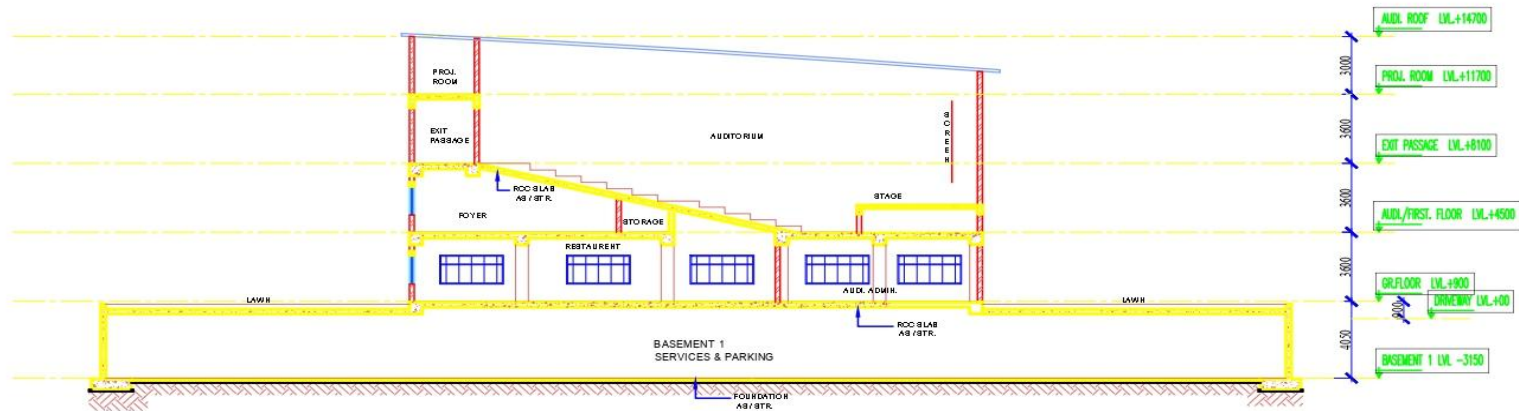 AUDI. ROOF LVL.+14700
3000
PROJ.
ROOM
PROJ. ROOM LVL.+11700
3600
EXIT
PASSAGE
AUDITORIUM
SCREEN
EXIT PASSAGE LVL.+8100
RCC SLAB
AS / STR.
3600
STAGE
FOYER
STORAGE
AUDI./FIRST. FLOOR LVL.+4500
RESTAURENT
3600
AUDI. ADMIN.
GR.FLOOR LVL.+900
LAWN
LAWN
DRIVEWAY LVL.+00
900
RCC SLAB
AS / STR.
BASEMENT 1
SERVICES & PARKING
4050
BASEMENT 1 LVL -3150
FOUNDATION
AS / STR.